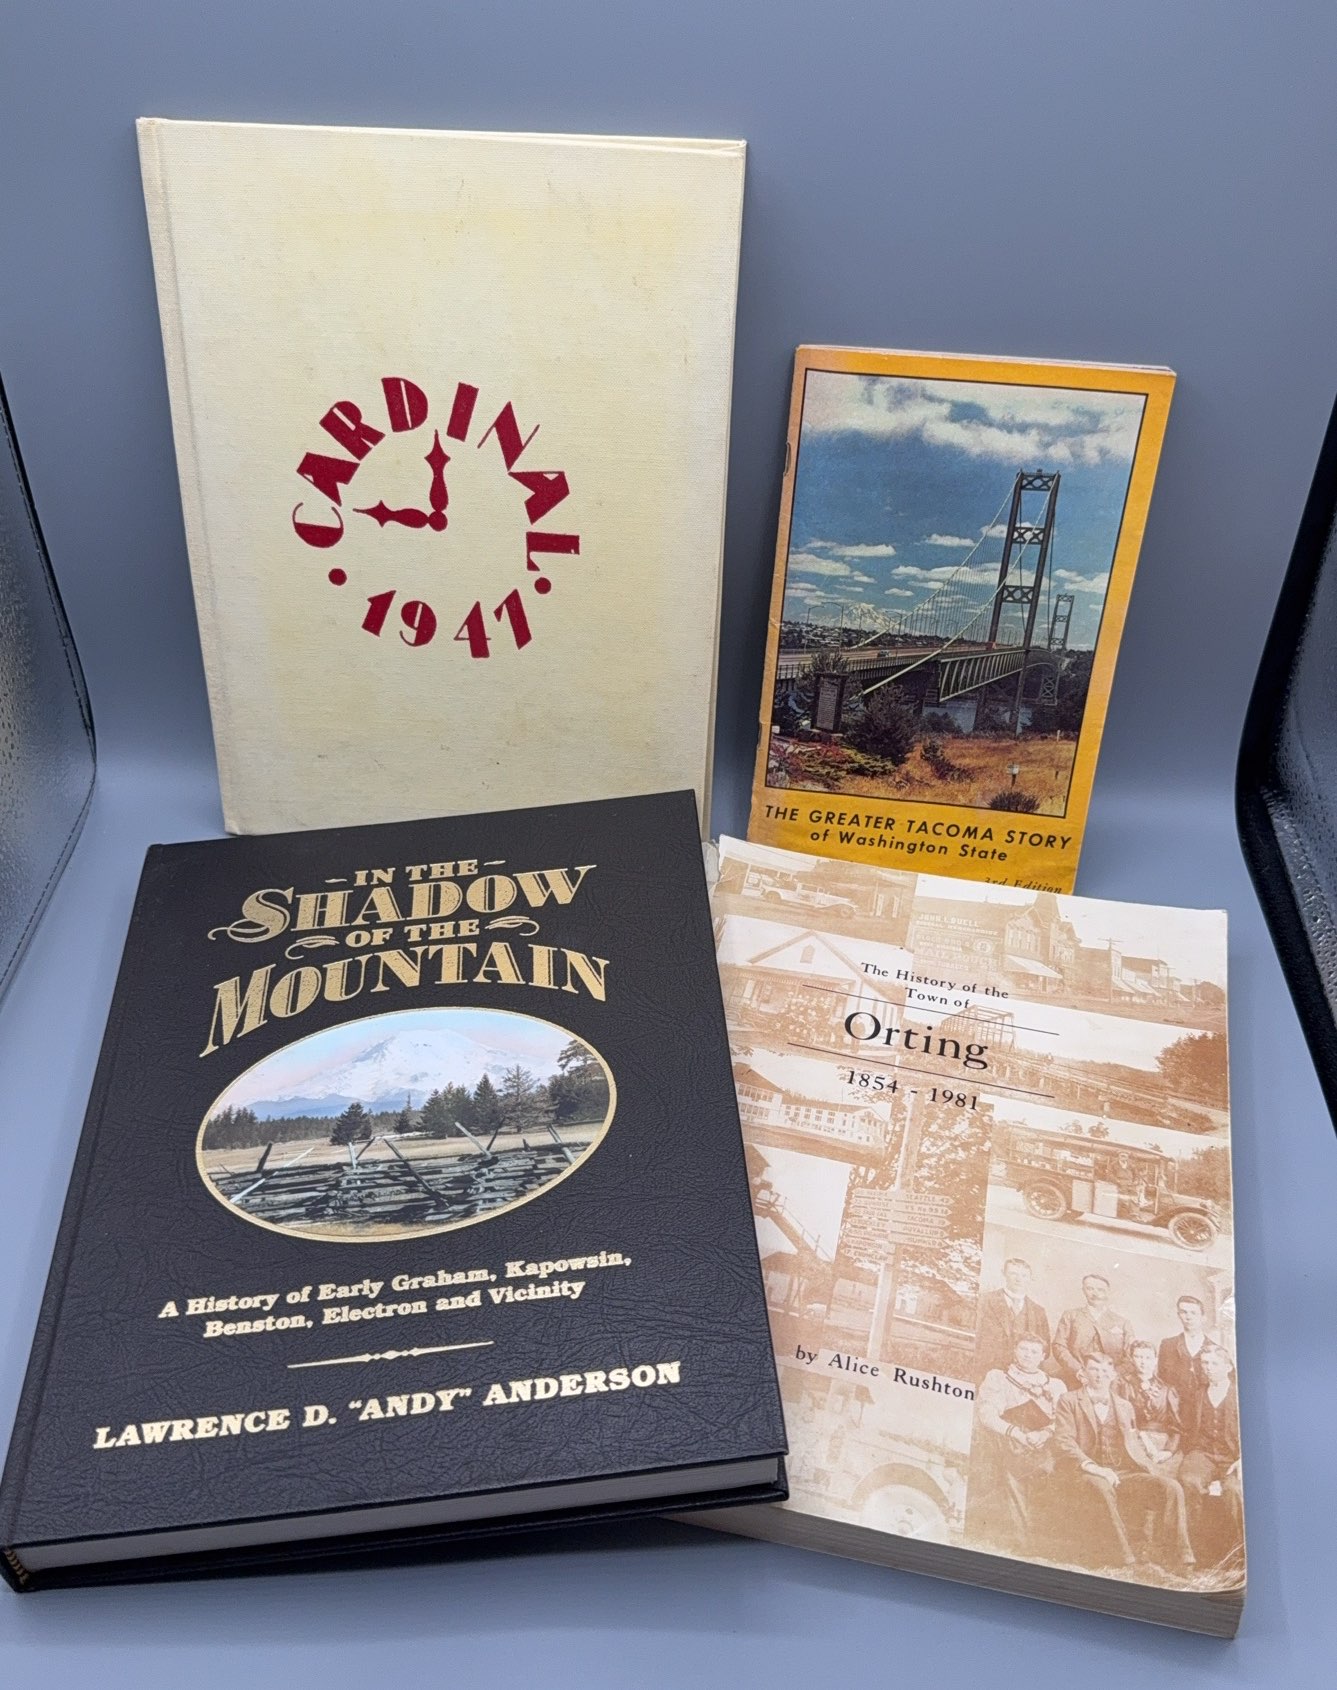 CARDINAL
• 1947 •
THE GREATER TACOMA STORY
of Washington State
3rd Edition
IN THE
SHADOW
OF THE
MOUNTAIN
A History of Early Graham, Kapowsin,
Benston, Electron and Vicinity
LAWRENCE D. "ANDY" ANDERSON
The History of the
Town of
Orting
1854 - 1981
by Alice Rushton